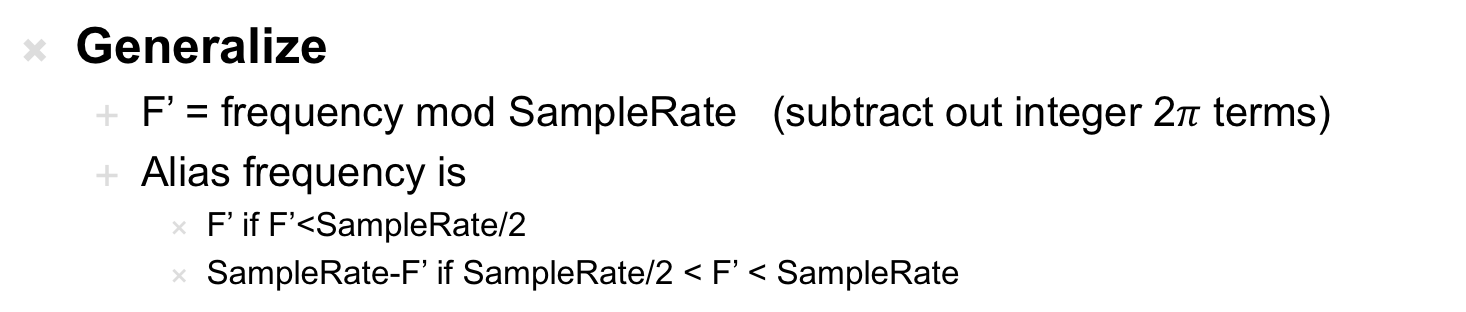 Generalize
F’ = frequency mod SampleRate (subtract out integer 2π terms)
Alias frequency is
F’ if F’<SampleRate/2
SampleRate-F’ if SampleRate/2 < F’ < SampleRate